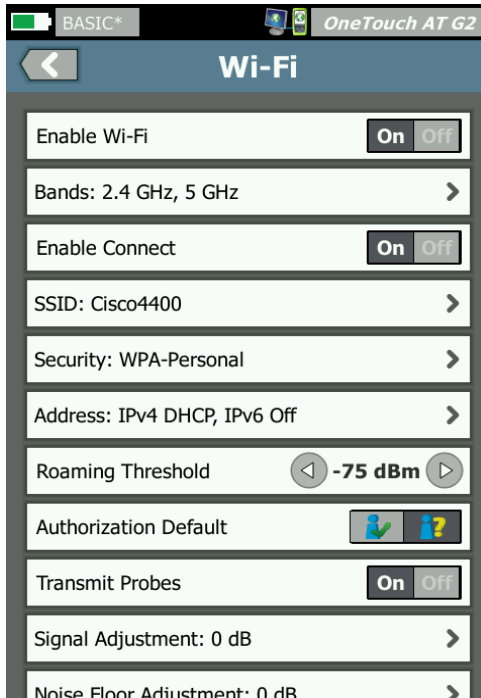 BASIC*
OneTouch AT G2
Wi-Fi
Enable Wi-Fi On Off
Bands: 2.4 GHz, 5 GHz
Enable Connect On Off
SSID: Cisco4400
Security: WPA-Personal
Address: IPv4 DHCP, IPv6 Off
Roaming Threshold -75 dBm
Authorization Default ?
Transmit Probes On Off
Signal Adjustment: 0 dB
Noise Floor Adjustment: 0 dB